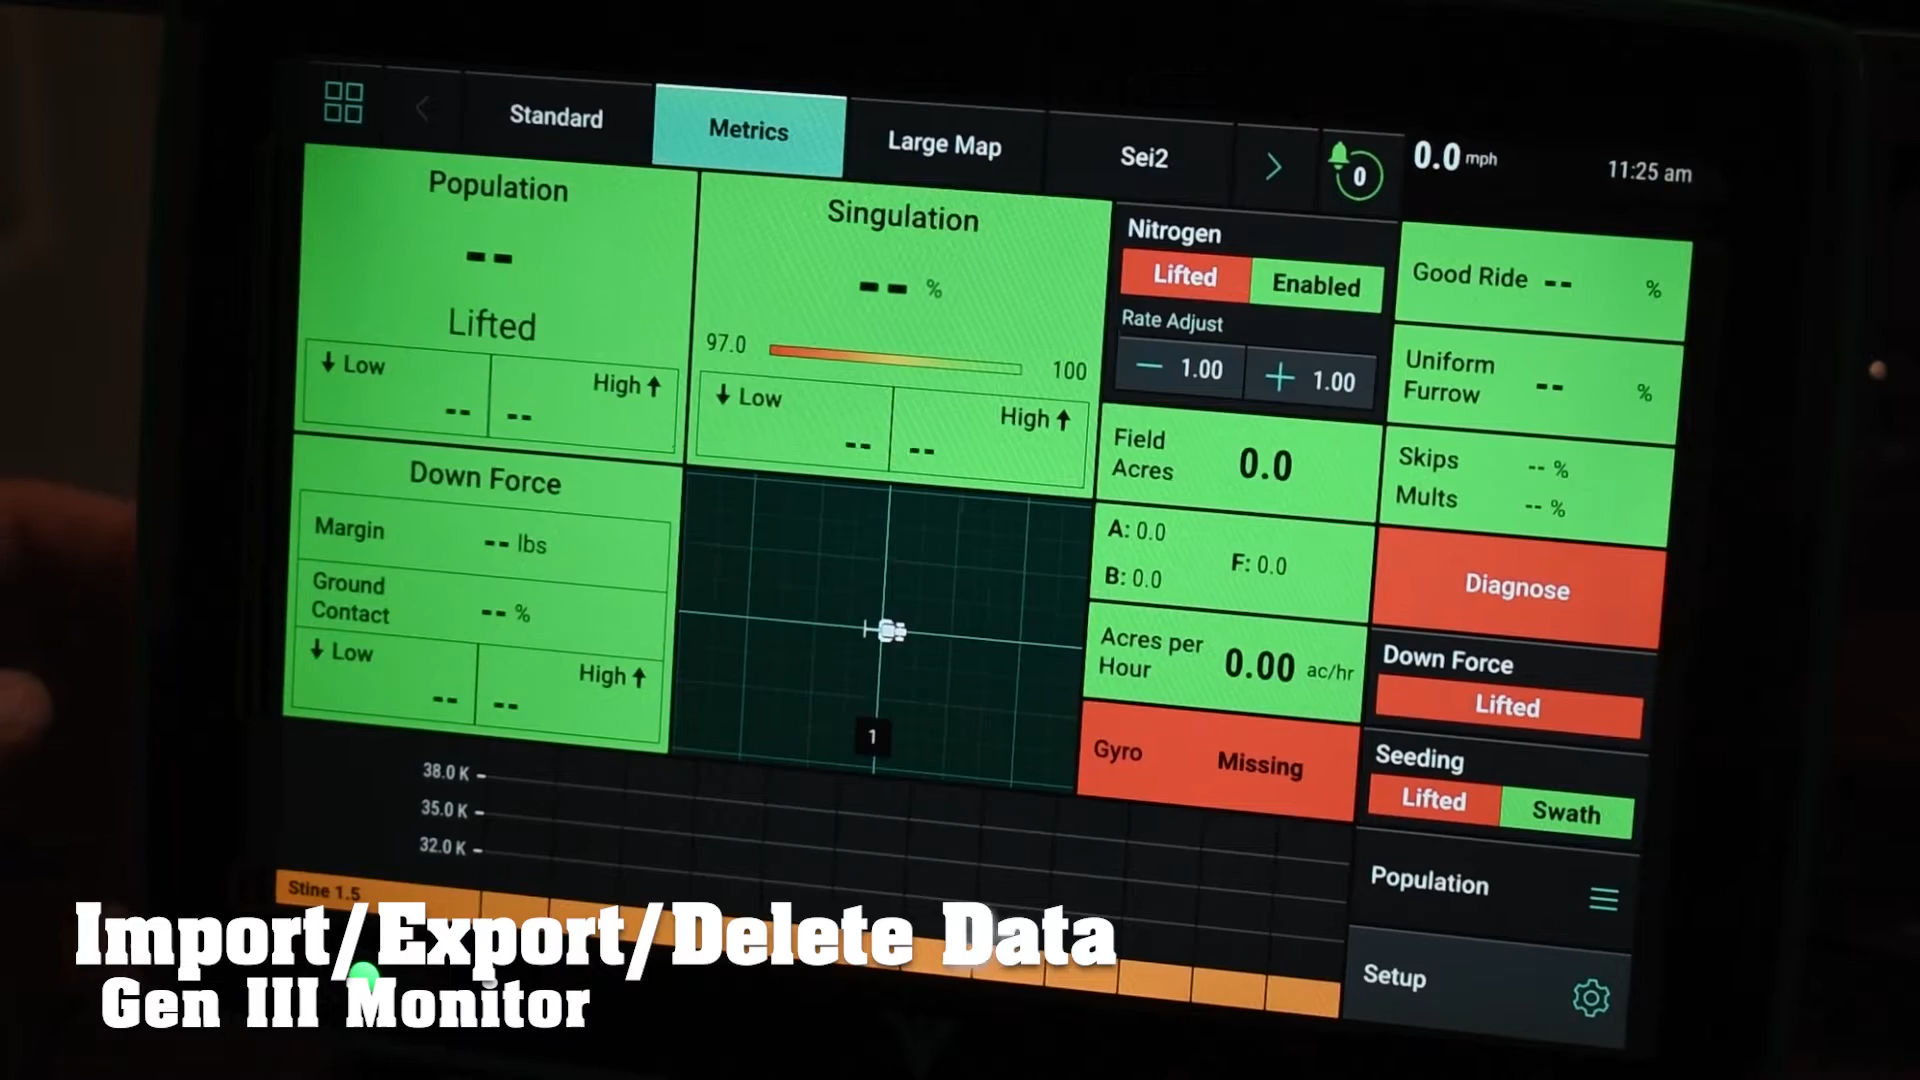 Standard
Metrics
Large Map
Sei2
0
0.0 mph
11:25 am
Population
--
Lifted
↓ Low
--
High ↑
--
Singulation
-- %
97.0
100
↓ Low
--
High ↑
--
Nitrogen
Lifted
Enabled
Rate Adjust
− 1.00
+ 1.00
Good Ride -- %
Uniform
Furrow -- %
Field
Acres 0.0
Skips -- %
Mults -- %
Down Force
Margin -- lbs
Ground
Contact -- %
↓ Low
--
High ↑
--
A: 0.0
B: 0.0
F: 0.0
Diagnose
Acres per
Hour 0.00 ac/hr
Down Force
Lifted
1
Gyro Missing
Seeding
Lifted
Swath
38.0 K
35.0 K
32.0 K
Population
Stine 1.5
Setup
Import/Export/Delete Data
Gen III Monitor